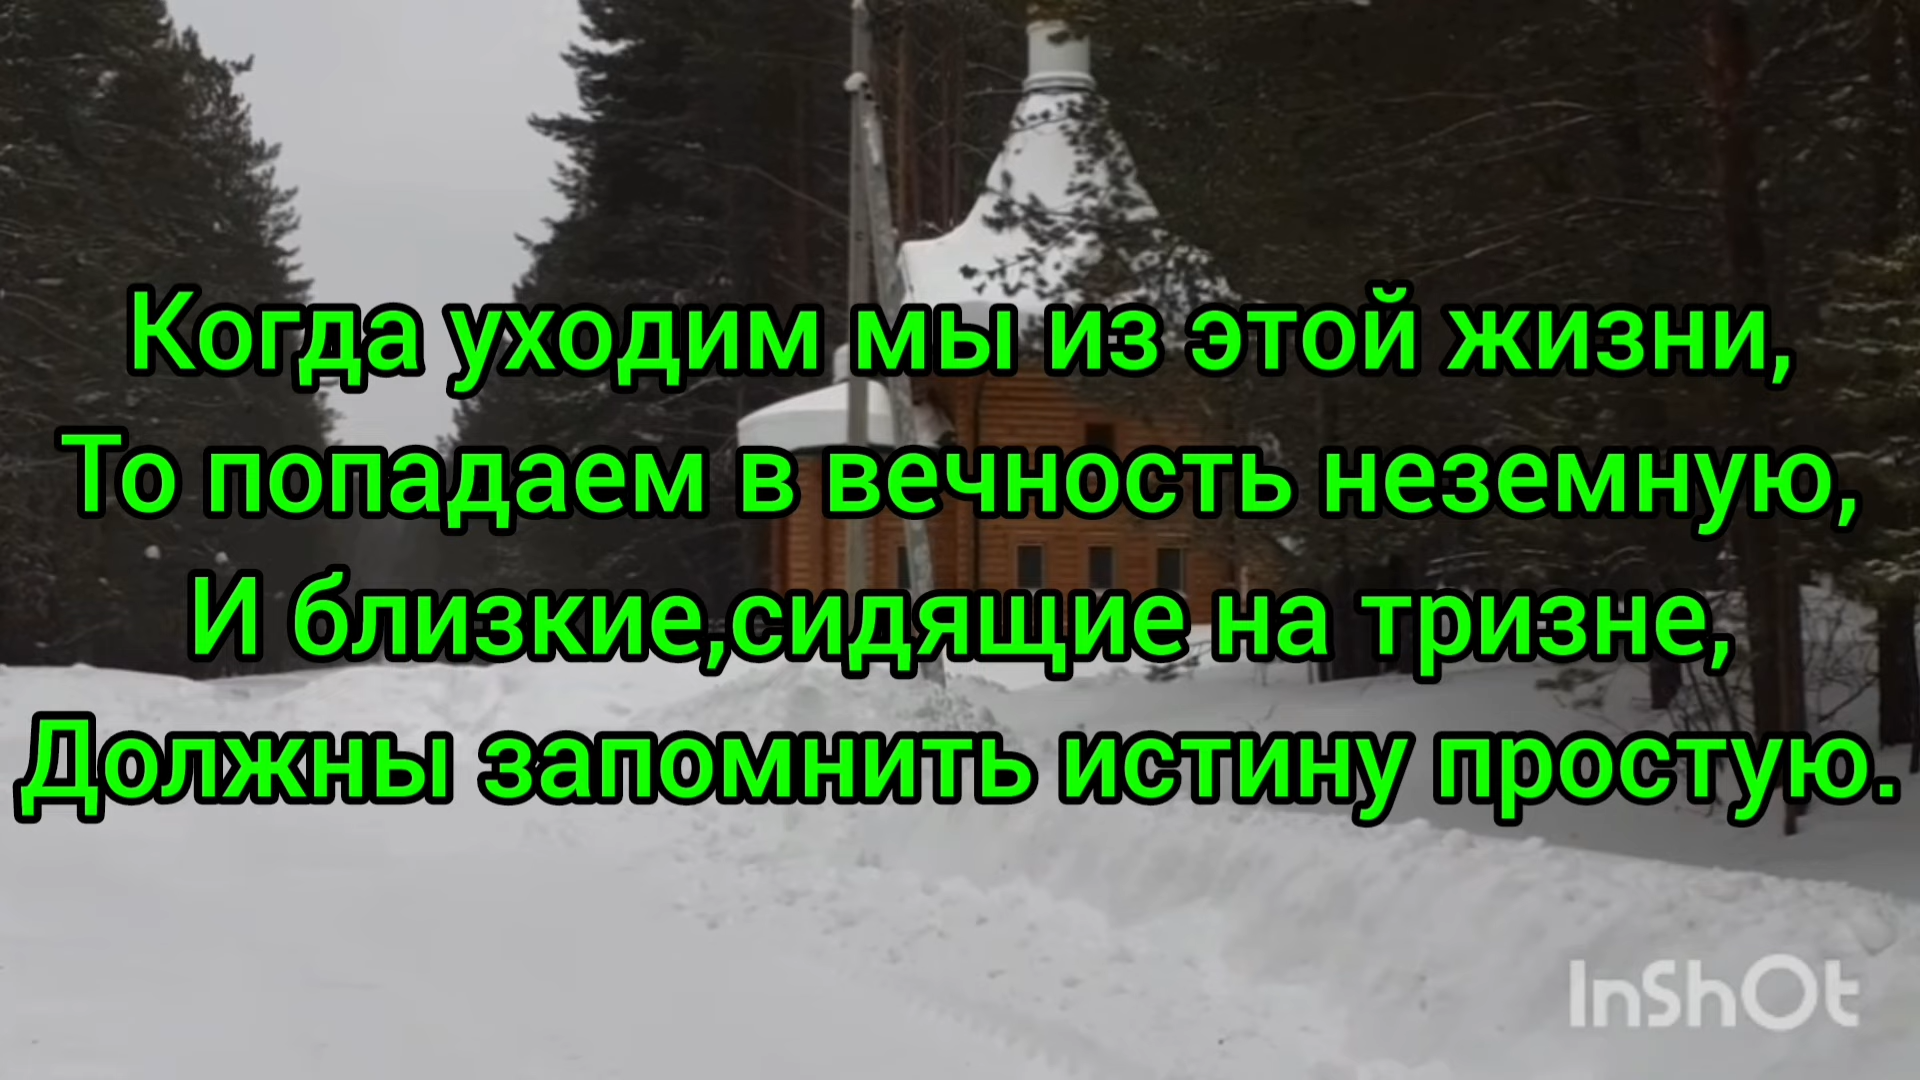 Когда уходим мы из этой жизни,
То попадаем в вечность неземную,
И близкие,сидящие на тризне,
Должны запомнить истину простую.
InShOt